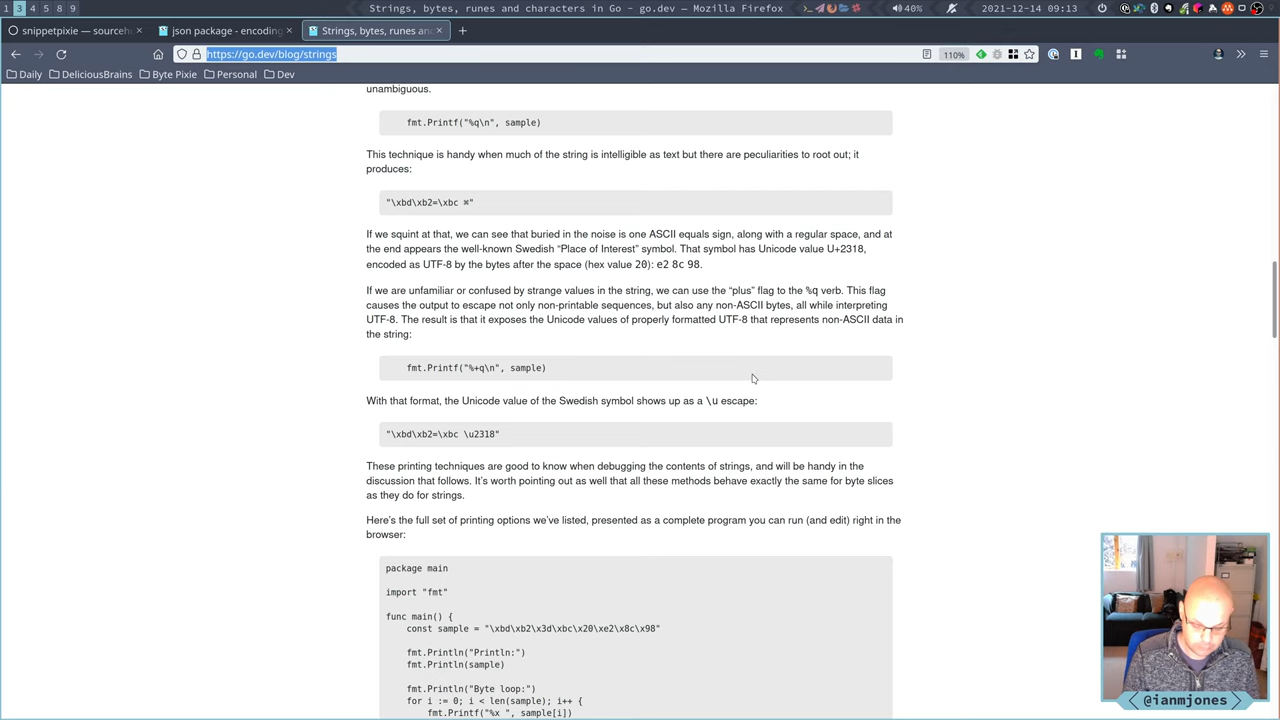 1 3 4 5 8 9
Strings, bytes, runes and characters in Go - go.dev — Mozilla Firefox
40%
2021-12-14 09:13
snippetpixie — sourceh
json package - encoding
Strings, bytes, runes and
https://go.dev/blog/strings
110%
Daily
DeliciousBrains
Byte Pixie
Personal
Dev
unambiguous.
fmt.Printf("%q\n", sample)
This technique is handy when much of the string is intelligible as text but there are peculiarities to root out; it
produces:
"\xbd\xb2=\xbc ⌘"
If we squint at that, we can see that buried in the noise is one ASCII equals sign, along with a regular space, and at
the end appears the well-known Swedish “Place of Interest” symbol. That symbol has Unicode value U+2318,
encoded as UTF-8 by the bytes after the space (hex value 20): e2 8c 98.
If we are unfamiliar or confused by strange values in the string, we can use the “plus” flag to the %q verb. This flag
causes the output to escape not only non-printable sequences, but also any non-ASCII bytes, all while interpreting
UTF-8. The result is that it exposes the Unicode values of properly formatted UTF-8 that represents non-ASCII data in
the string:
fmt.Printf("%+q\n", sample)
With that format, the Unicode value of the Swedish symbol shows up as a \u escape:
"\xbd\xb2=\xbc \u2318"
These printing techniques are good to know when debugging the contents of strings, and will be handy in the
discussion that follows. It’s worth pointing out as well that all these methods behave exactly the same for byte slices
as they do for strings.
Here’s the full set of printing options we’ve listed, presented as a complete program you can run (and edit) right in the
browser:
package main
import "fmt"
func main() {
const sample = "\xbd\xb2\x3d\xbc\x20\xe2\x8c\x98"
fmt.Println("Println:")
fmt.Println(sample)
fmt.Println("Byte loop:")
for i := 0; i < len(sample); i++ {
fmt.Printf("%x ", sample[i])
@ianmjones